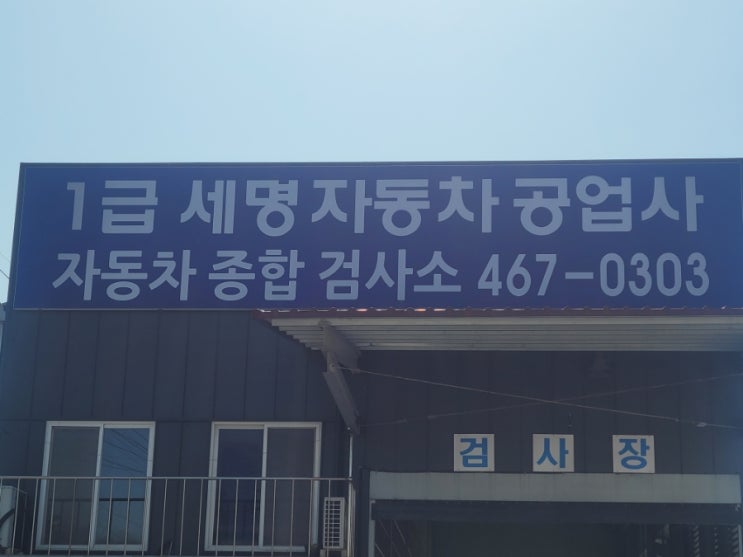 1급 세명 자동차 공업사
자동차 종합 검사소 467-0303
검사장